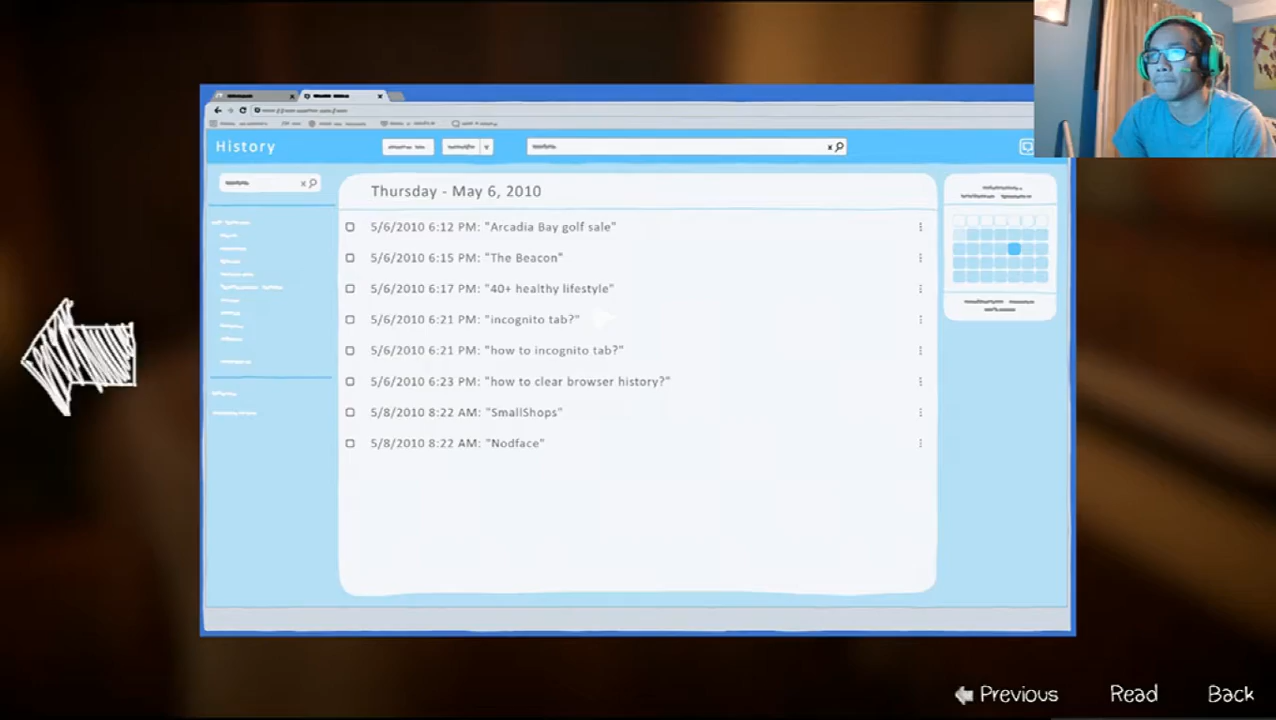 History
Thursday - May 6, 2010
5/6/2010 6:12 PM: "Arcadia Bay golf sale"
5/6/2010 6:15 PM: "The Beacon"
5/6/2010 6:17 PM: "40+ healthy lifestyle"
5/6/2010 6:21 PM: "incognito tab?"
5/6/2010 6:21 PM: "how to incognito tab?"
5/6/2010 6:23 PM: "how to clear browser history?"
5/8/2010 8:22 AM: "SmallShops"
5/8/2010 8:22 AM: "Nodface"
Previous Read Back